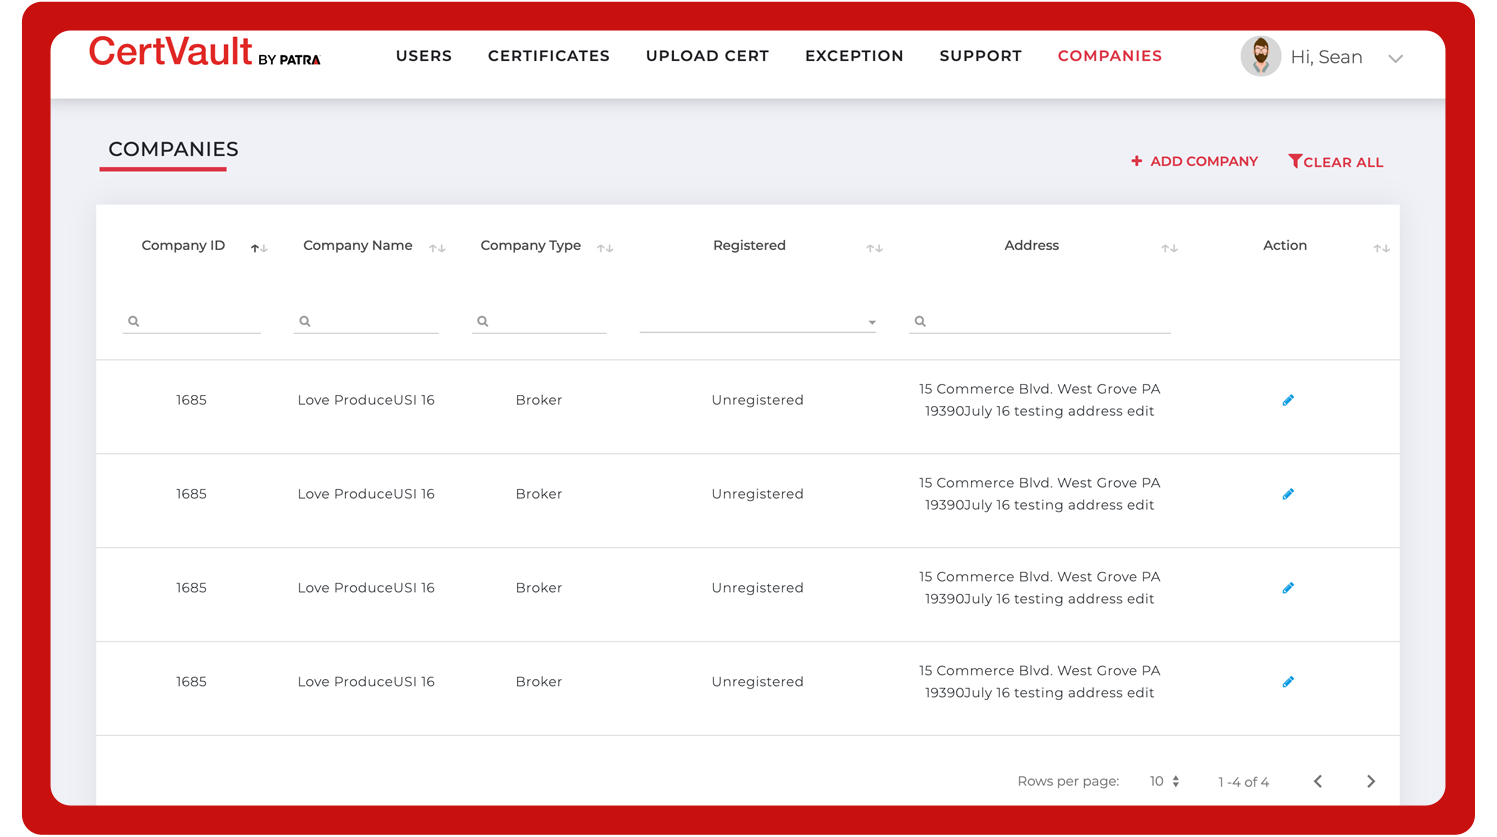 CertVault BY PATRA USERS CERTIFICATES UPLOAD CERT EXCEPTION SUPPORT COMPANIES Hi, Sean
COMPANIES
+ ADD COMPANY CLEAR ALL
Company ID Company Name Company Type Registered Address Action
1685 Love ProduceUSI 16 Broker Unregistered 15 Commerce Blvd. West Grove PA
19390July 16 testing address edit
1685 Love ProduceUSI 16 Broker Unregistered 15 Commerce Blvd. West Grove PA
19390July 16 testing address edit
1685 Love ProduceUSI 16 Broker Unregistered 15 Commerce Blvd. West Grove PA
19390July 16 testing address edit
1685 Love ProduceUSI 16 Broker Unregistered 15 Commerce Blvd. West Grove PA
19390July 16 testing address edit
Rows per page: 10 1 -4 of 4